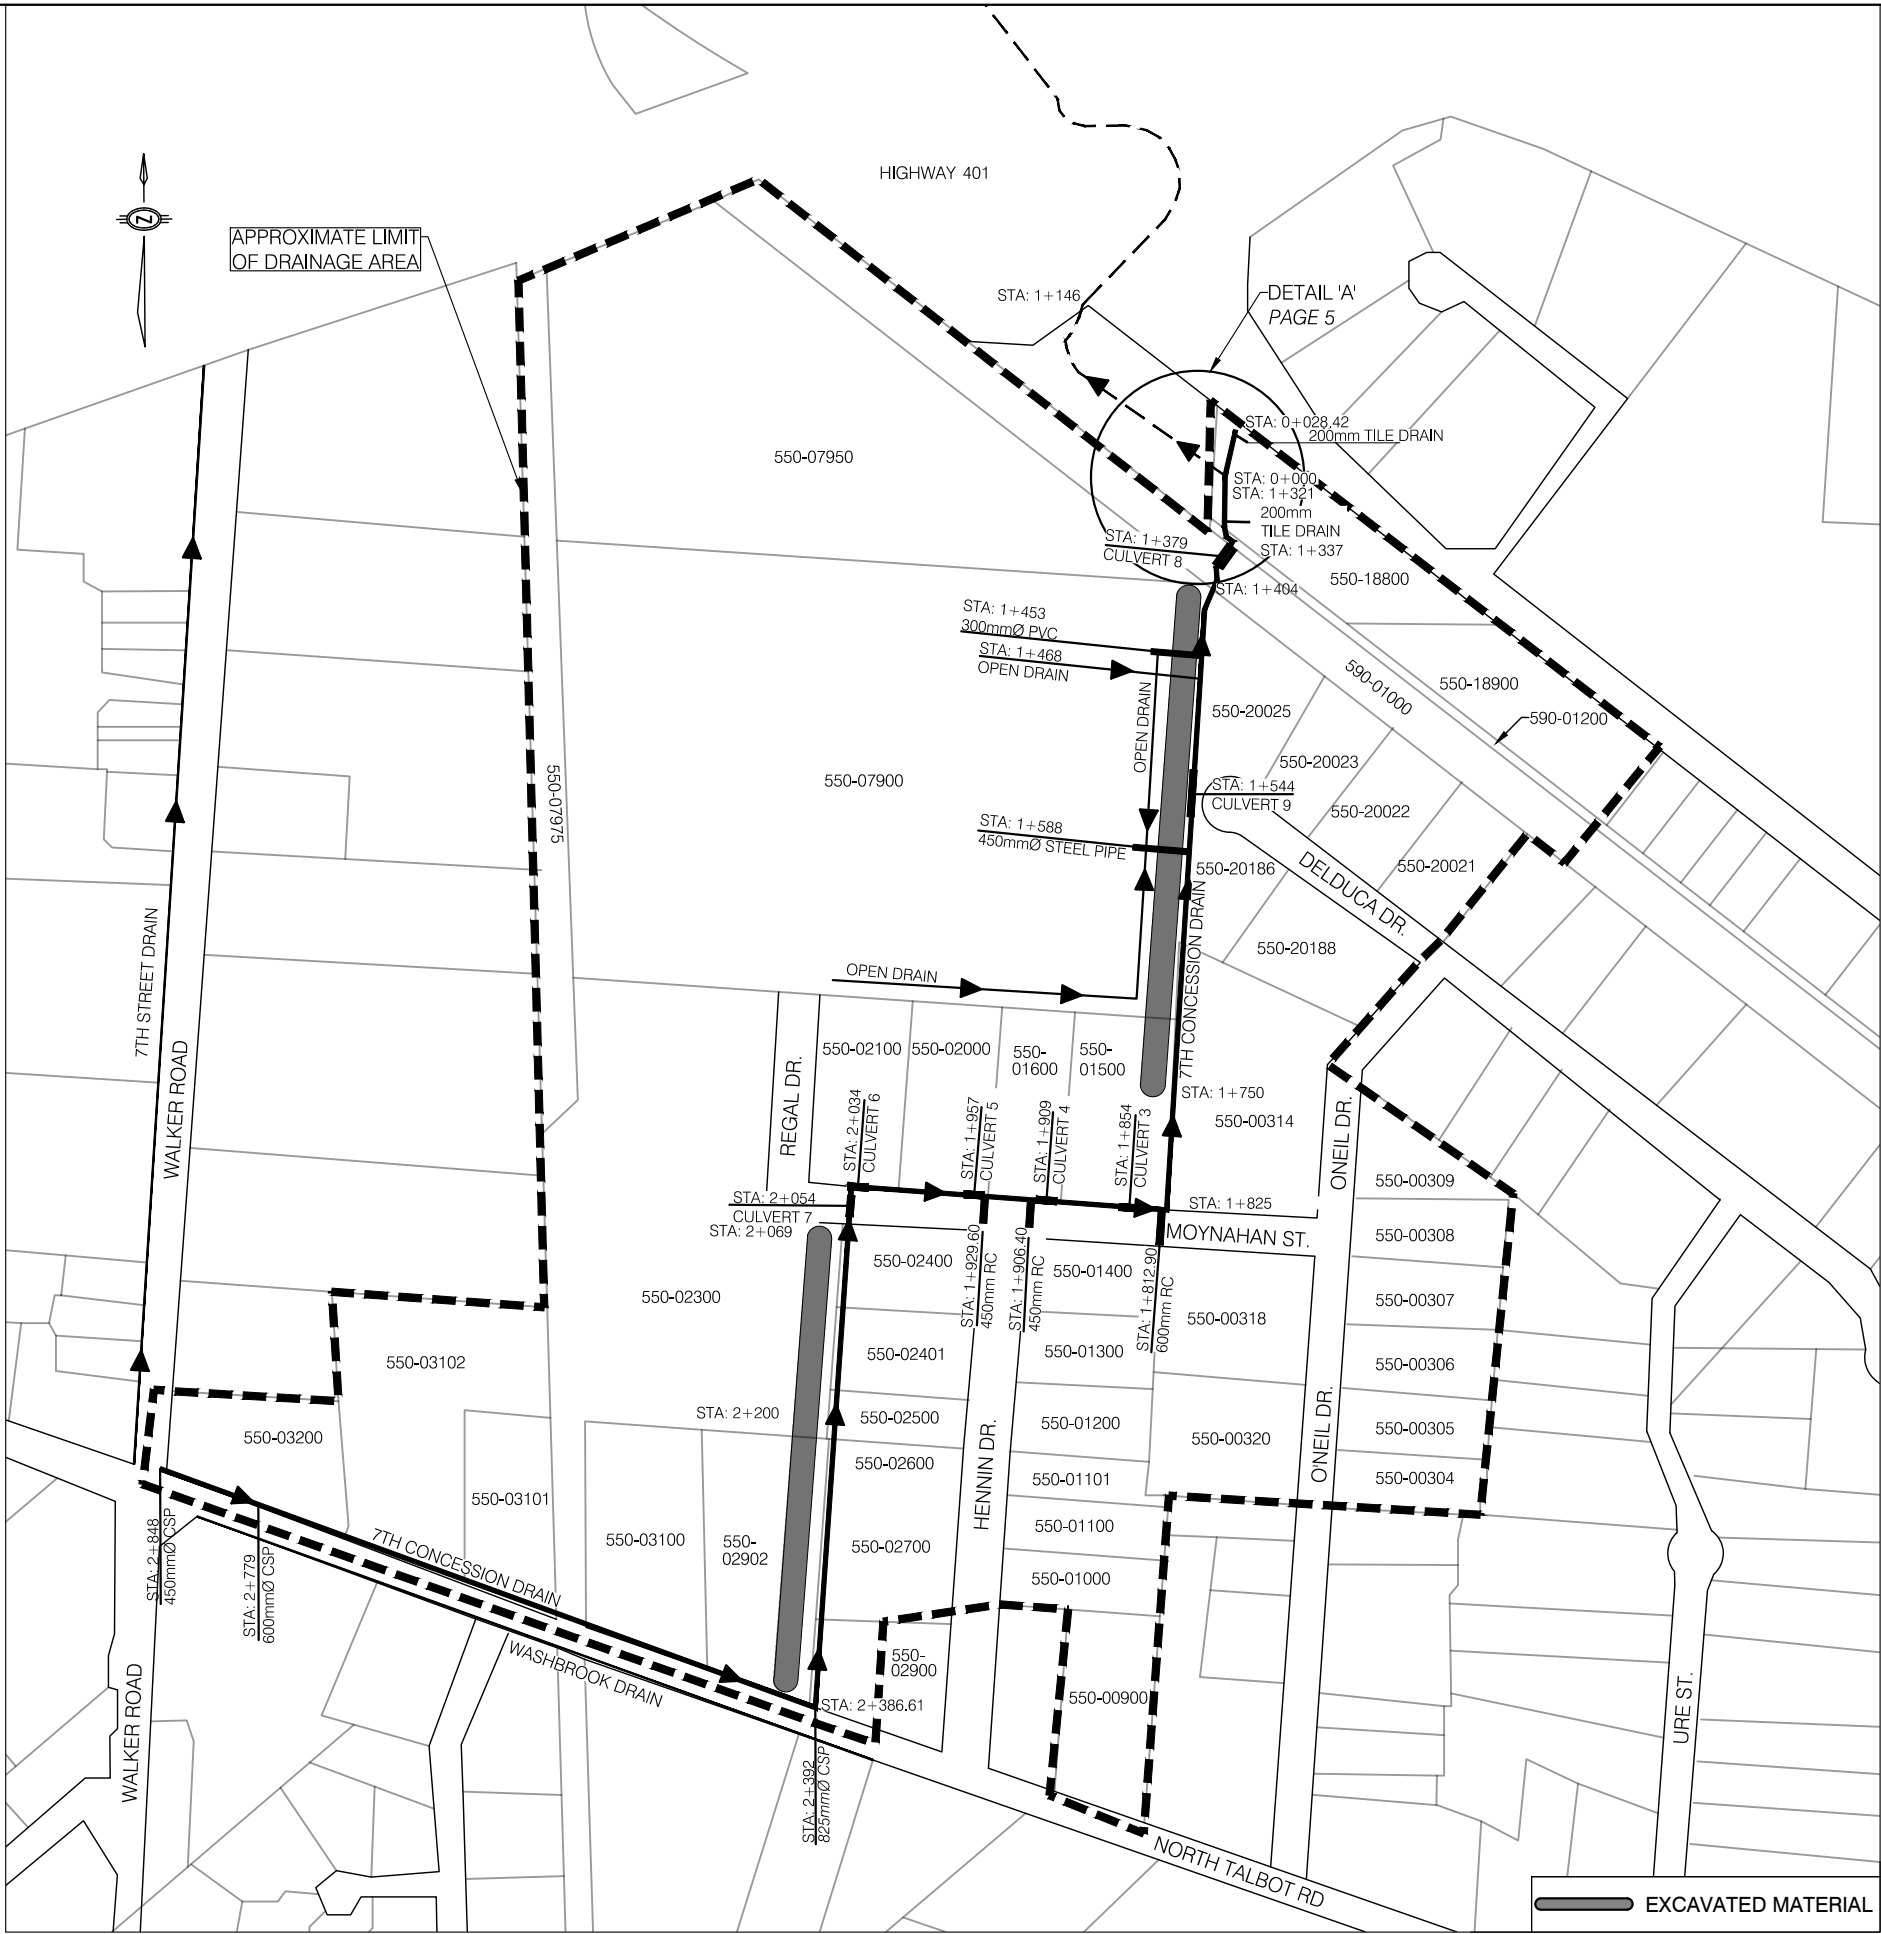 HIGHWAY 401
Z
APPROXIMATE LIMIT
OF DRAINAGE AREA
STA: 1+146
DETAIL 'A'
PAGE 5
STA: 0+028.42
200mm TILE DRAIN
550-07950
STA: 0+000
STA: 1+321
200mm
TILE DRAIN
STA: 1+337
STA: 1+379
CULVERT 8
550-18800
STA: 1+404
STA: 1+453
300mmØ PVC
STA: 1+468
OPEN DRAIN
590-01000
550-18900
590-01200
OPEN DRAIN
550-20025
550-20023
550-07975
550-07900
STA: 1+544
CULVERT 9
550-20022
STA: 1+588
450mmØ STEEL PIPE
550-20186
550-20021
DELDUCA DR.
7TH CONCESSION DRAIN
550-20188
7TH STREET DRAIN
WALKER ROAD
OPEN DRAIN
REGAL DR.
550-02100
550-02000
550-
01600
550-
01500
STA: 1+750
550-00314
ONEIL DR.
STA: 2+034
CULVERT 6
STA: 1+957
CULVERT 5
STA: 1+909
CULVERT 4
STA: 1+854
CULVERT 3
STA: 2+054
CULVERT 7
STA: 2+069
STA: 1+825
MOYNAHAN ST.
550-00309
550-00308
550-02400
STA: 1+929.60
450mm RC
STA: 1+906.40
450mm RC
550-01400
STA: 1+812.90
600mm RC
550-02300
550-00318
550-00307
550-03102
550-02401
550-01300
550-00306
STA: 2+200
550-02500
550-01200
550-00320
550-00305
550-03200
550-02600
HENNIN DR.
550-01101
O'NEIL DR.
550-00304
550-03101
550-03100
550-
02902
550-02700
550-01100
550-01000
7TH CONCESSION DRAIN
STA: 2+848
450mmØ CSP
STA: 2+779
600mmØ CSP
WASHBROOK DRAIN
550-
02900
550-00900
STA: 2+386.61
WALKER ROAD
URE ST.
STA: 2+392
825mmØ CSP
NORTH TALBOT RD
EXCAVATED MATERIAL